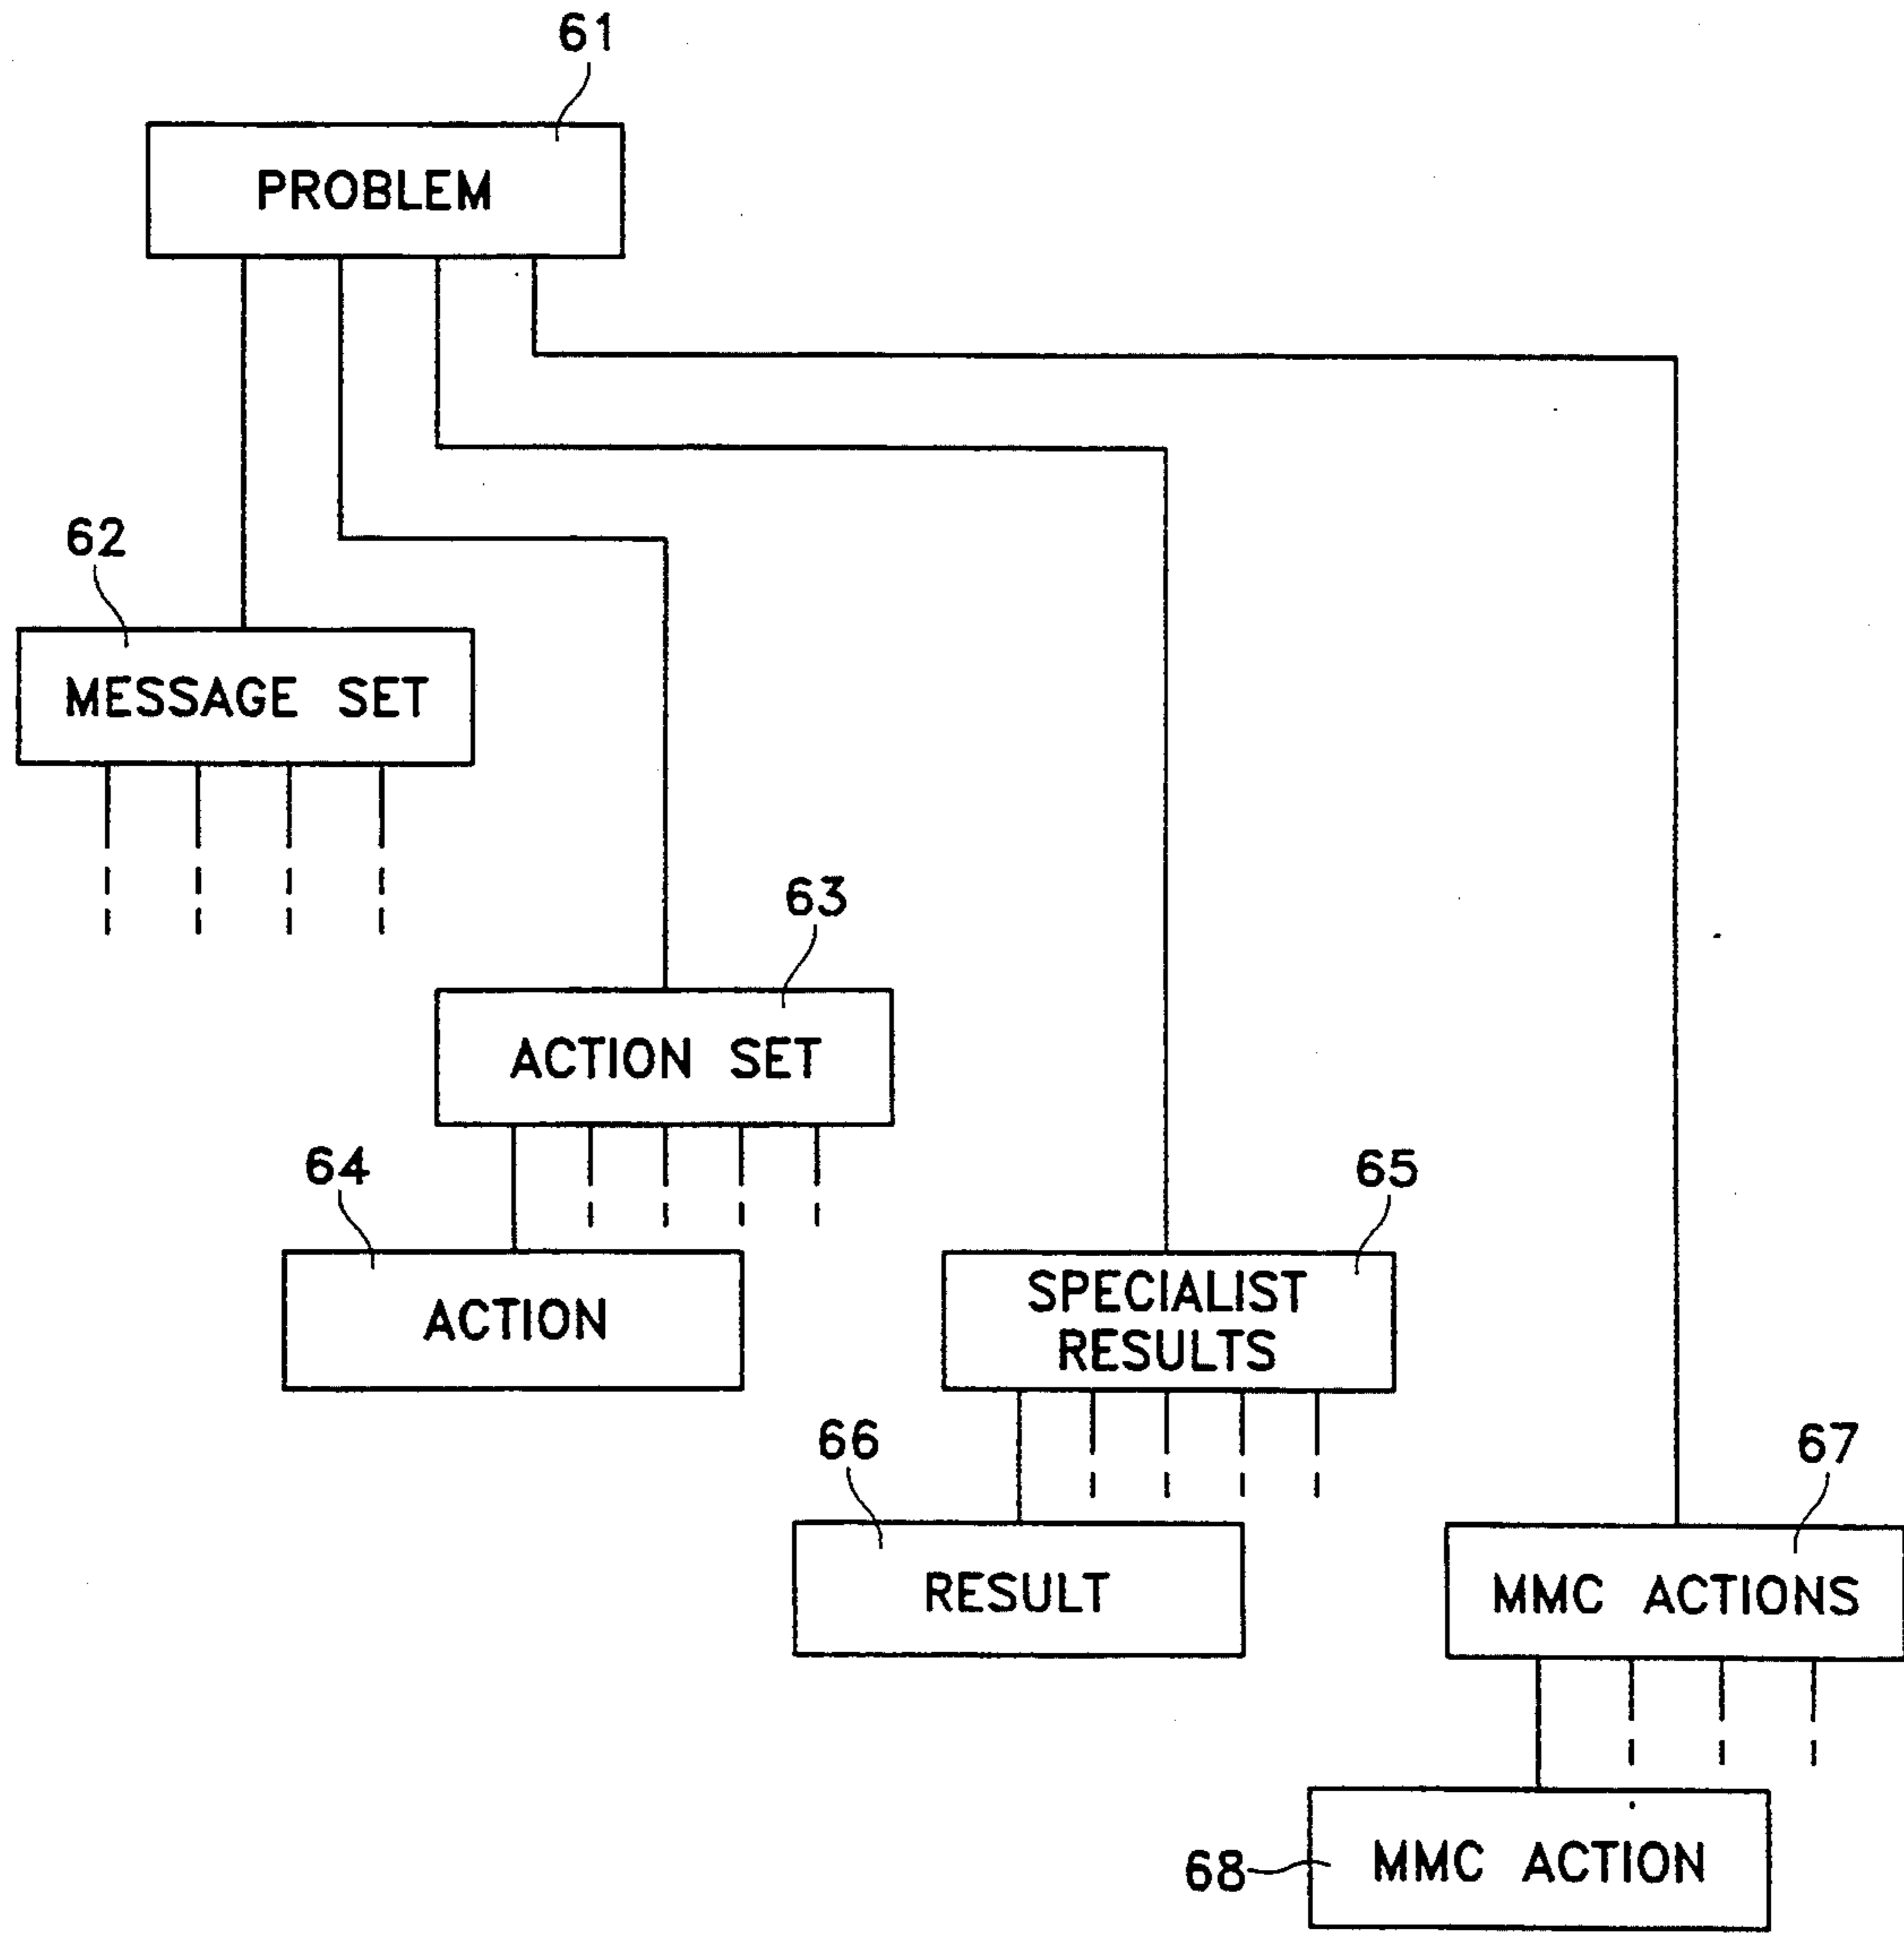 61
PROBLEM
62
MESSAGE SET
63
ACTION SET
64
ACTION
65
SPECIALIST
RESULTS
66
RESULT
67
MMC ACTIONS
68
MMC ACTION